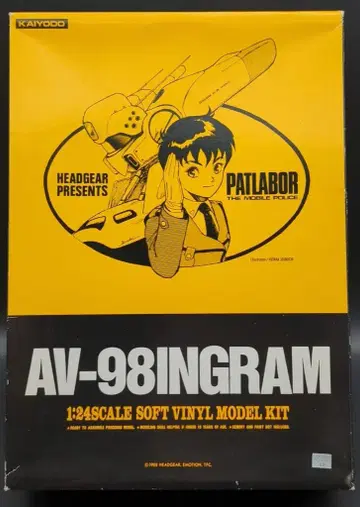 KAIYODO
HEADGEAR
PRESENTS
PATLABOR
THE MOBILE POLICE
AV-98INGRAM
1:24SCALE SOFT VINYL MODEL KIT
©1988 HEADGEAR, EMOTION, TFC.